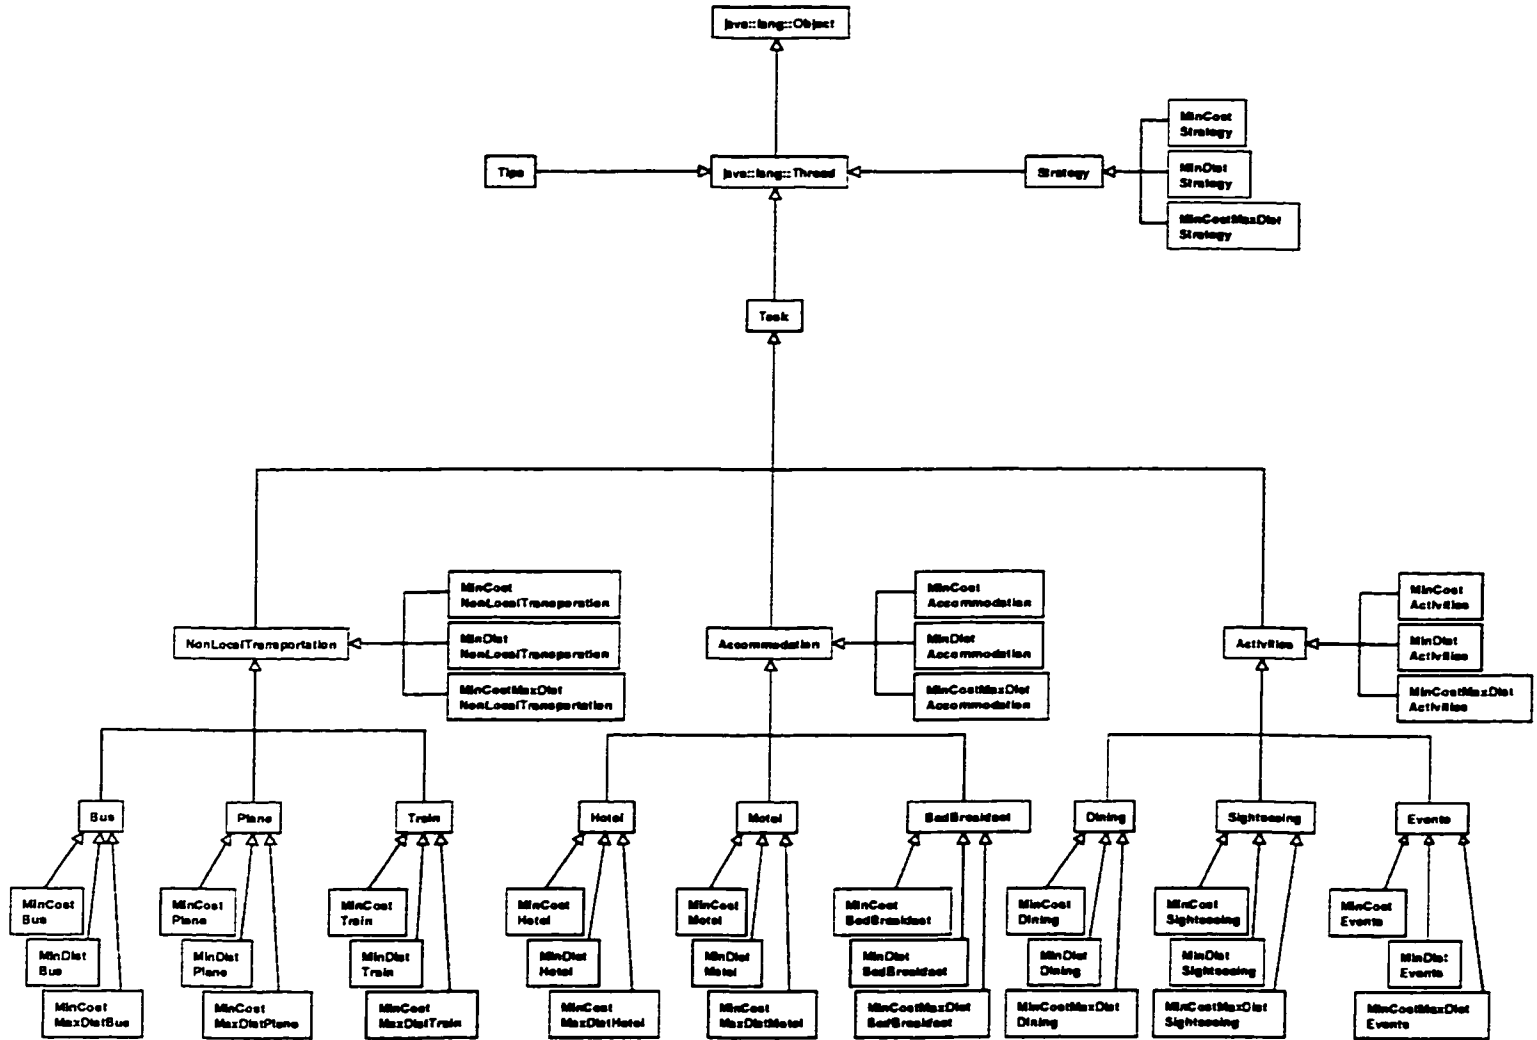 java::lang::Object
MinCost
Strategy
Tips
java::lang::Thread
Strategy
MinDist
Strategy
MinCostMaxDist
Strategy
Task
MinCost
NonLocalTransporation
MinCost
Accommodation
MinCost
Activities
NonLocalTransportation
MinDist
NonLocalTransporation
Accommodation
MinDist
Accommodation
Activities
MinDist
Activities
MinCostMaxDist
NonLocalTransportation
MinCostMaxDist
Accommodation
MinCostMaxDist
Activities
Bus
Plane
Train
Hotel
Motel
BedBreakfast
Dining
Sightseeing
Events
MinCost
Bus
MinCost
Plane
MinCost
Train
MinCost
Hotel
MinCost
Motel
MinCost
BedBreakfast
MinCost
Dining
MinCost
Sightseeing
MinCost
Events
MinDist
Bus
MinDist
Plane
MinDist
Train
MinDist
Hotel
MinDist
Motel
MinDist
BedBreakfast
MinDist
Dining
MinDist
Sightseeing
MinDist
Events
MinCost
MaxDistBus
MinCost
MaxDistPlane
MinCost
MaxDistTrain
MinCost
MaxDistHotel
MinCost
MaxDistMotel
MinCostMaxDist
BedBreakfast
MinCostMaxDist
Dining
MinCostMaxDist
Sightseeing
MinCostMaxDist
Events